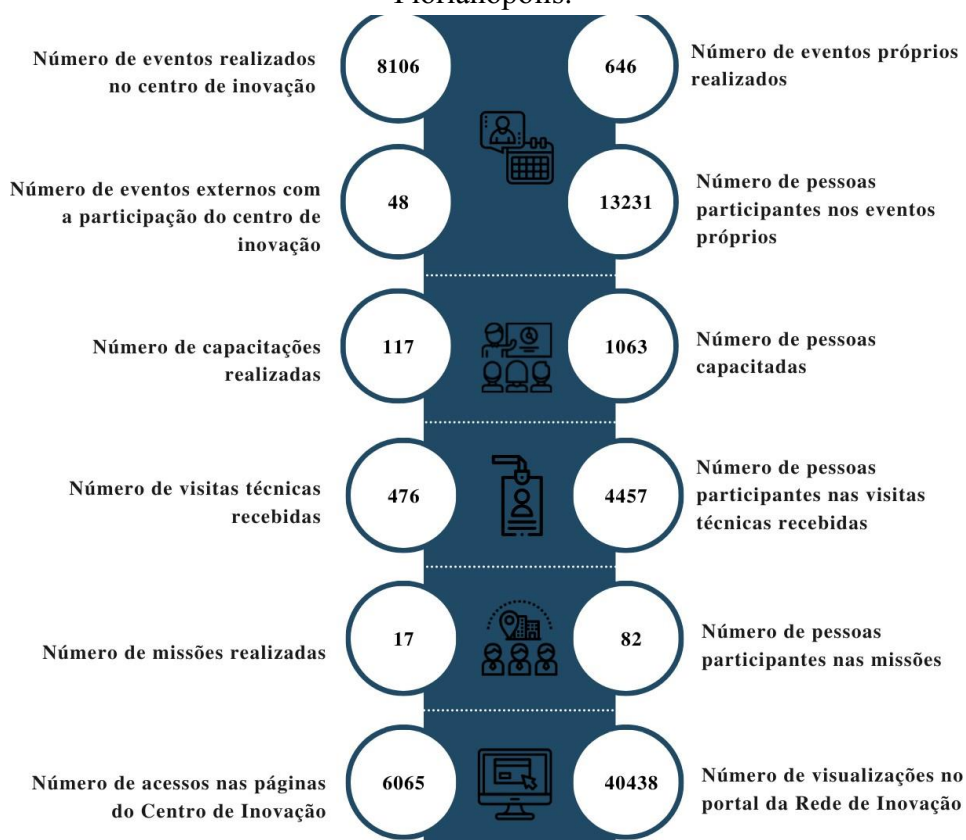 Florianópolis.
Número de eventos realizados
no centro de inovação
8106
646
Número de eventos próprios
realizados
Número de eventos externos com
a participação do centro de
inovação
48
13231
Número de pessoas
participantes nos eventos
próprios
Número de capacitações
realizadas
117
1063
Número de pessoas
capacitadas
Número de visitas técnicas
recebidas
476
4457
Número de pessoas
participantes nas visitas
técnicas recebidas
Número de missões realizadas
17
82
Número de pessoas
participantes nas missões
Número de acessos nas páginas
do Centro de Inovação
6065
40438
Número de visualizações no
portal da Rede de Inovação